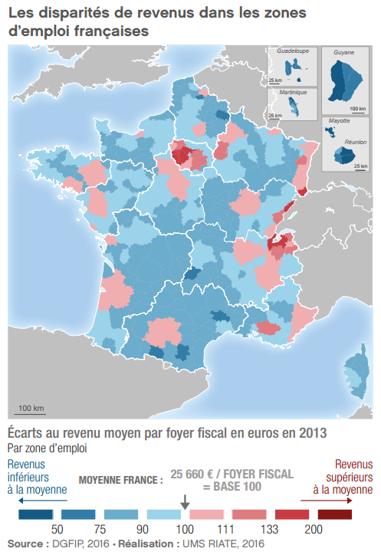 Les disparités de revenus dans les zones
d'emploi françaises
Guadeloupe
25 km
Martinique
25 km
Guyane
100 km
Mayotte
Réunion
25 km
100 km
Écarts au revenu moyen par foyer fiscal en euros en 2013
Par zone d'emploi
Revenus
inférieurs
à la moyenne
MOYENNE FRANCE :
25 660 € / FOYER FISCAL
= BASE 100
Revenus
supérieurs
à la moyenne
50 75 90 100 111 133 200
Source : DGFIP, 2016 • Réalisation : UMS RIATE, 2016